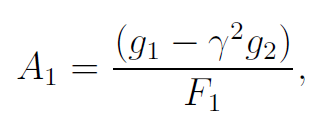 A_1 = \frac{(g_1 - \gamma^2 g_2)}{F_1},